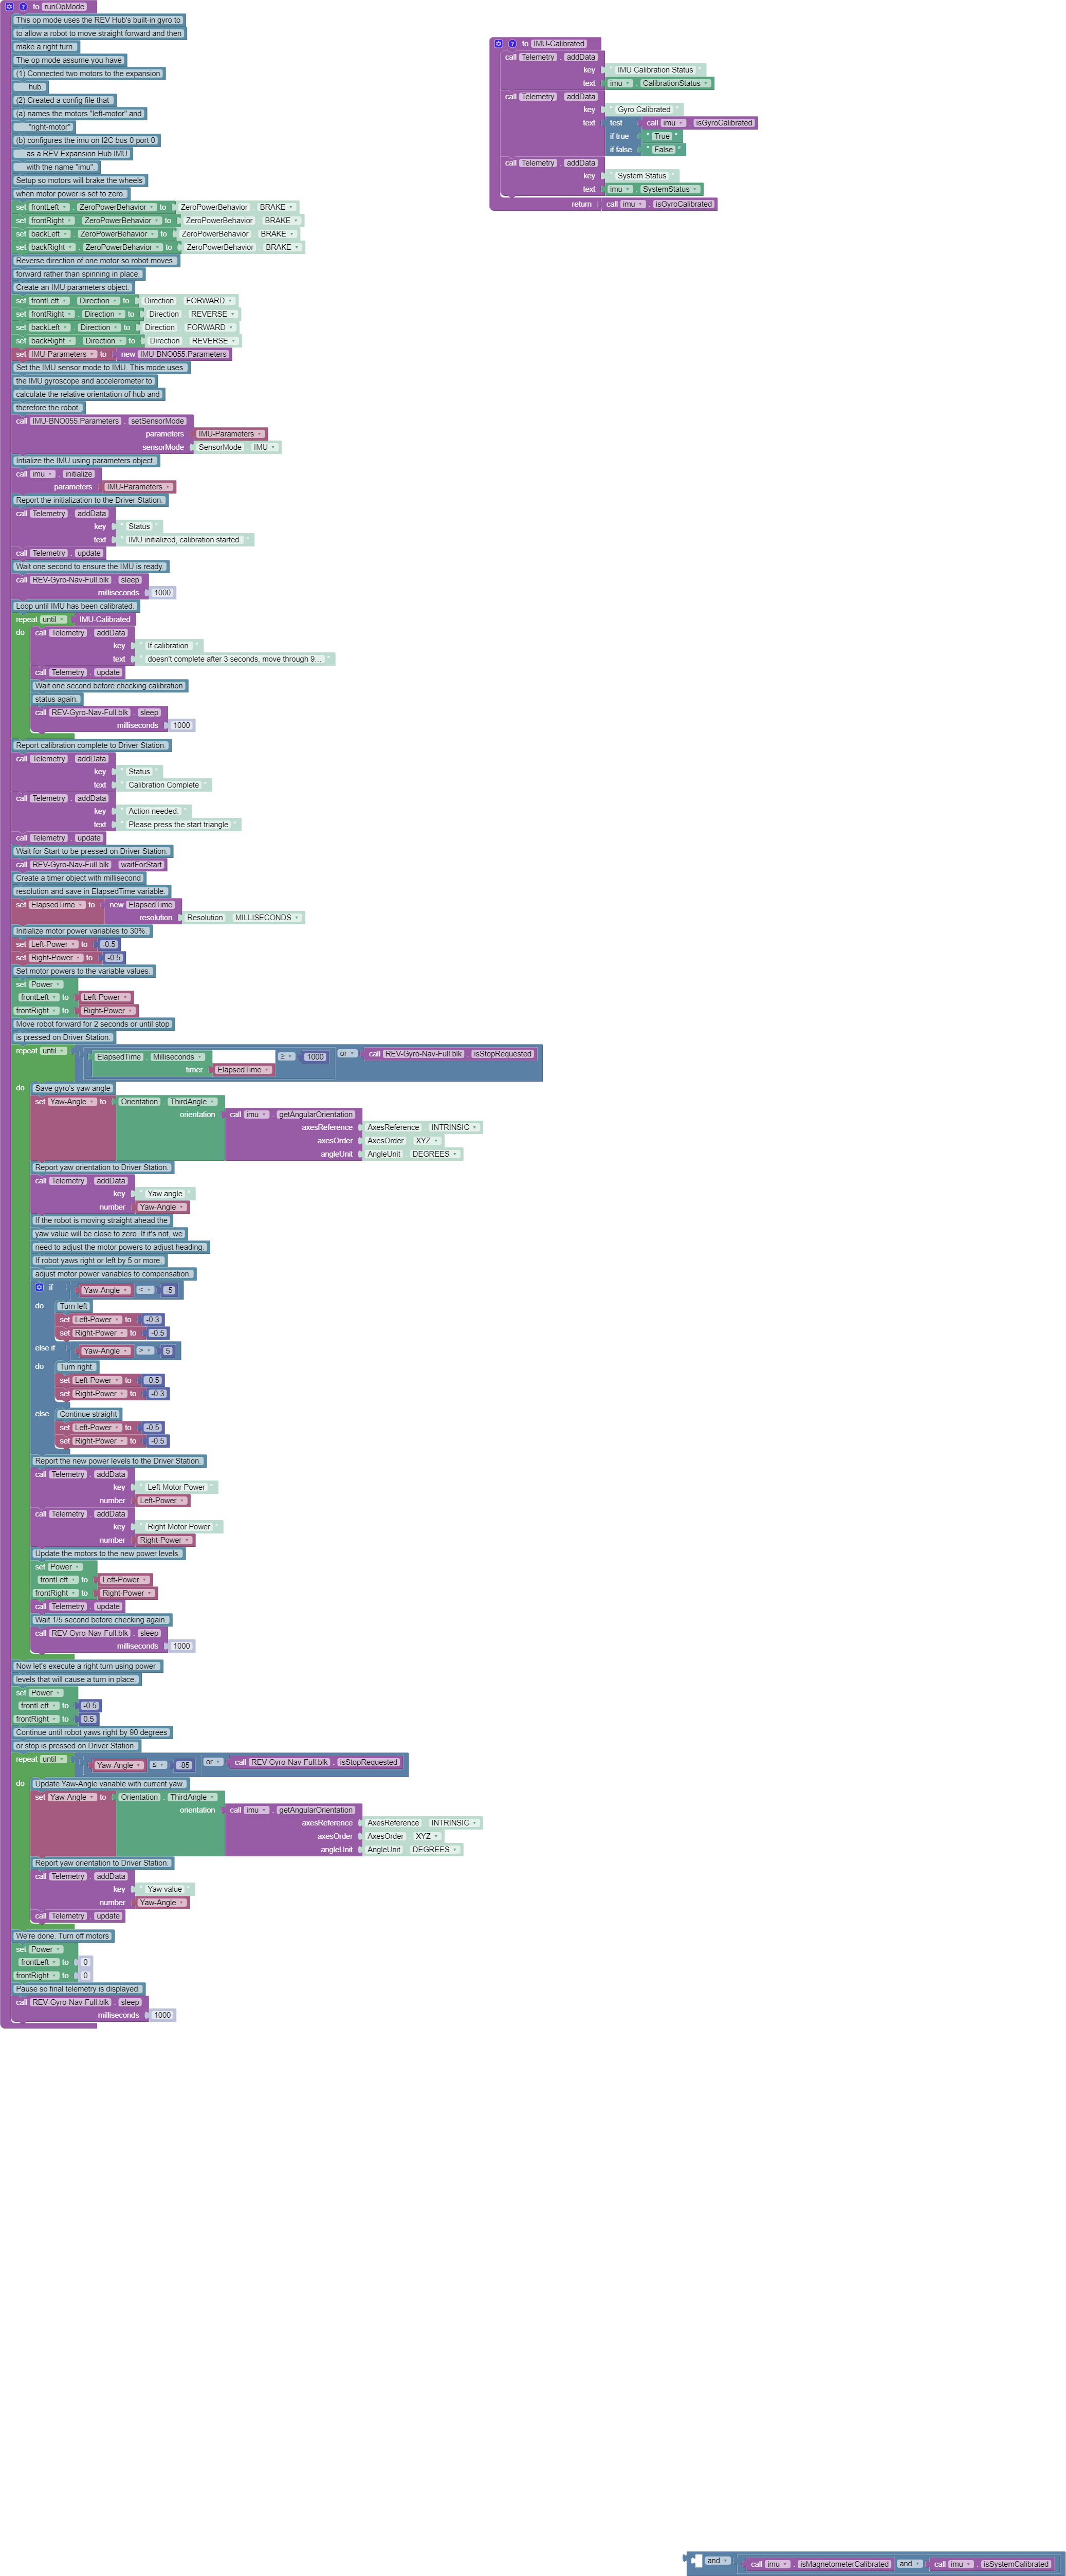 to runOpMode
This op mode uses the REV Hub's built-in gyro to
to allow a robot to move straight forward and then
make a right turn.
The op mode assume you have
(1) Connected two motors to the expansion
hub.
(2) Created a config file that
(a) names the motors "left-motor" and
"right-motor"
(b) configures the imu on I2C bus 0 port 0
as a REV Expansion Hub IMU
with the name "imu".
Setup so motors will brake the wheels
when motor power is set to zero.
set frontLeft . ZeroPowerBehavior to ZeroPowerBehavior BRAKE
set frontRight . ZeroPowerBehavior to ZeroPowerBehavior BRAKE
set backLeft . ZeroPowerBehavior to ZeroPowerBehavior BRAKE
set backRight . ZeroPowerBehavior to ZeroPowerBehavior BRAKE
Reverse direction of one motor so robot moves
forward rather than spinning in place.
Create an IMU parameters object.
set frontLeft . Direction to Direction FORWARD
set frontRight . Direction to Direction REVERSE
set backLeft . Direction to Direction FORWARD
set backRight . Direction to Direction REVERSE
set IMU-Parameters to new IMU-BNO055.Parameters
Set the IMU sensor mode to IMU. This mode uses
the IMU gyroscope and accelerometer to
calculate the relative orientation of hub and
therefore the robot.
call IMU-BNO055.Parameters . setSensorMode
parameters IMU-Parameters
sensorMode SensorMode IMU
Intialize the IMU using parameters object.
call imu . initialize
parameters IMU-Parameters
Report the initialization to the Driver Station.
call Telemetry . addData
key " Status "
text " IMU initialized, calibration started. "
call Telemetry . update
Wait one second to ensure the IMU is ready.
call REV-Gyro-Nav-Full.blk . sleep
milliseconds 1000
Loop until IMU has been calibrated.
repeat until IMU-Calibrated
do call Telemetry . addData
key " If calibration "
text " doesn't complete after 3 seconds, move through 9... "
call Telemetry . update
Wait one second before checking calibration
status again.
call REV-Gyro-Nav-Full.blk . sleep
milliseconds 1000
Report calibration complete to Driver Station.
call Telemetry . addData
key " Status "
text " Calibration Complete "
call Telemetry . addData
key " Action needed: "
text " Please press the start triangle "
call Telemetry . update
Wait for Start to be pressed on Driver Station.
call REV-Gyro-Nav-Full.blk . waitForStart
Create a timer object with millisecond
resolution and save in ElapsedTime variable.
set ElapsedTime to new ElapsedTime
resolution Resolution MILLISECONDS
Initialize motor power variables to 30%.
set Left-Power to -0.5
set Right-Power to -0.5
Set motor powers to the variable values.
set Power
frontLeft to Left-Power
frontRight to Right-Power
Move robot forward for 2 seconds or until stop
is pressed on Driver Station.
repeat until ElapsedTime . Milliseconds ≥ 1000 or call REV-Gyro-Nav-Full.blk . isStopRequested
timer ElapsedTime
do Save gyro's yaw angle
set Yaw-Angle to Orientation . ThirdAngle
orientation call imu . getAngularOrientation
axesReference AxesReference INTRINSIC
axesOrder AxesOrder XYZ
angleUnit AngleUnit DEGREES
Report yaw orientation to Driver Station.
call Telemetry . addData
key " Yaw angle "
number Yaw-Angle
If the robot is moving straight ahead the
yaw value will be close to zero. If it's not, we
need to adjust the motor powers to adjust heading.
If robot yaws right or left by 5 or more,
adjust motor power variables to compensation.
if Yaw-Angle < -5
do Turn left
set Left-Power to -0.3
set Right-Power to -0.5
else if Yaw-Angle > 5
do Turn right.
set Left-Power to -0.5
set Right-Power to -0.3
else Continue straight
set Left-Power to -0.5
set Right-Power to -0.5
Report the new power levels to the Driver Station.
call Telemetry . addData
key " Left Motor Power "
number Left-Power
call Telemetry . addData
key " Right Motor Power "
number Right-Power
Update the motors to the new power levels.
set Power
frontLeft to Left-Power
frontRight to Right-Power
call Telemetry . update
Wait 1/5 second before checking again.
call REV-Gyro-Nav-Full.blk . sleep
milliseconds 1000
Now let's execute a right turn using power
levels that will cause a turn in place.
set Power
frontLeft to -0.5
frontRight to 0.5
Continue until robot yaws right by 90 degrees
or stop is pressed on Driver Station.
repeat until Yaw-Angle ≤ -85 or call REV-Gyro-Nav-Full.blk . isStopRequested
do Update Yaw-Angle variable with current yaw.
set Yaw-Angle to Orientation . ThirdAngle
orientation call imu . getAngularOrientation
axesReference AxesReference INTRINSIC
axesOrder AxesOrder XYZ
angleUnit AngleUnit DEGREES
Report yaw orientation to Driver Station.
call Telemetry . addData
key " Yaw value "
number Yaw-Angle
call Telemetry . update
We're done. Turn off motors
set Power
frontLeft to 0
frontRight to 0
Pause so final telemetry is displayed.
call REV-Gyro-Nav-Full.blk . sleep
milliseconds 1000
to IMU-Calibrated
call Telemetry . addData
key " IMU Calibration Status "
text imu . CalibrationStatus
call Telemetry . addData
key " Gyro Calibrated "
text test call imu . isGyroCalibrated
if true " True "
if false " False "
call Telemetry . addData
key " System Status "
text imu . SystemStatus
return call imu . isGyroCalibrated
and call imu . isMagnetometerCalibrated and call imu . isSystemCalibrated